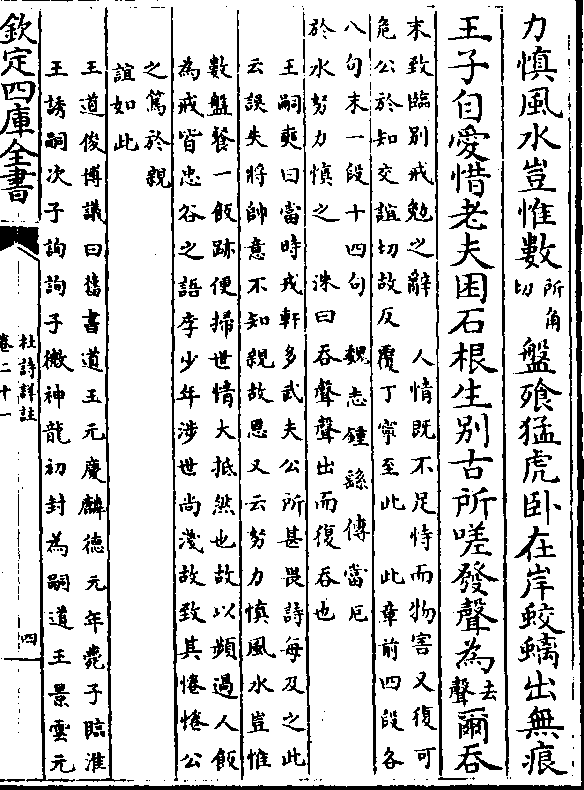 力慎風水豈惟數所角切盤飱猛虎卧在岸蛟螭出無痕
王子自愛惜老夫困石根生别古所嗟發聲為去聲爾吞
末致臨别戒勉之辭　人情既不足恃而物害又復可
危公於知交誼切故反覆丁寧至此　此章前四段各
八句末一段十四句　魏志鍾繇傳當厄
於水努力慎之　洙曰吞聲聲出而復吞也
王嗣奭曰當時戎軒多武夫公所甚畏詩每及之此
云誤失將帥意不如親故恩又云努力慎風水豈惟
數盤餐一飯跡便掃世情大抵然也故以頻過人飯
為戒皆忠谷之語李少年渉世尚淺故致其惓惓公
之篤於親
誼如此
王道俊博議曰舊書道王元慶麟德元年薨子臨淮
王誘嗣次子詢詢子微神龍初封為嗣道王景雲元
欽定四庫全書
杜詩詳註
卷二十一
四